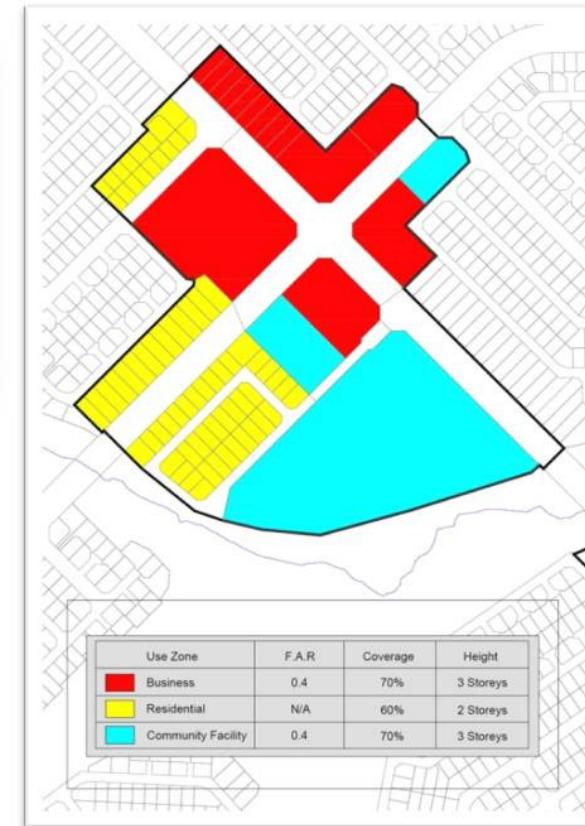 Use Zone F.A.R Coverage Height
Business 0.4 70% 3 Storeys
Residential N/A 60% 2 Storeys
Community Facility 0.4 70% 3 Storeys